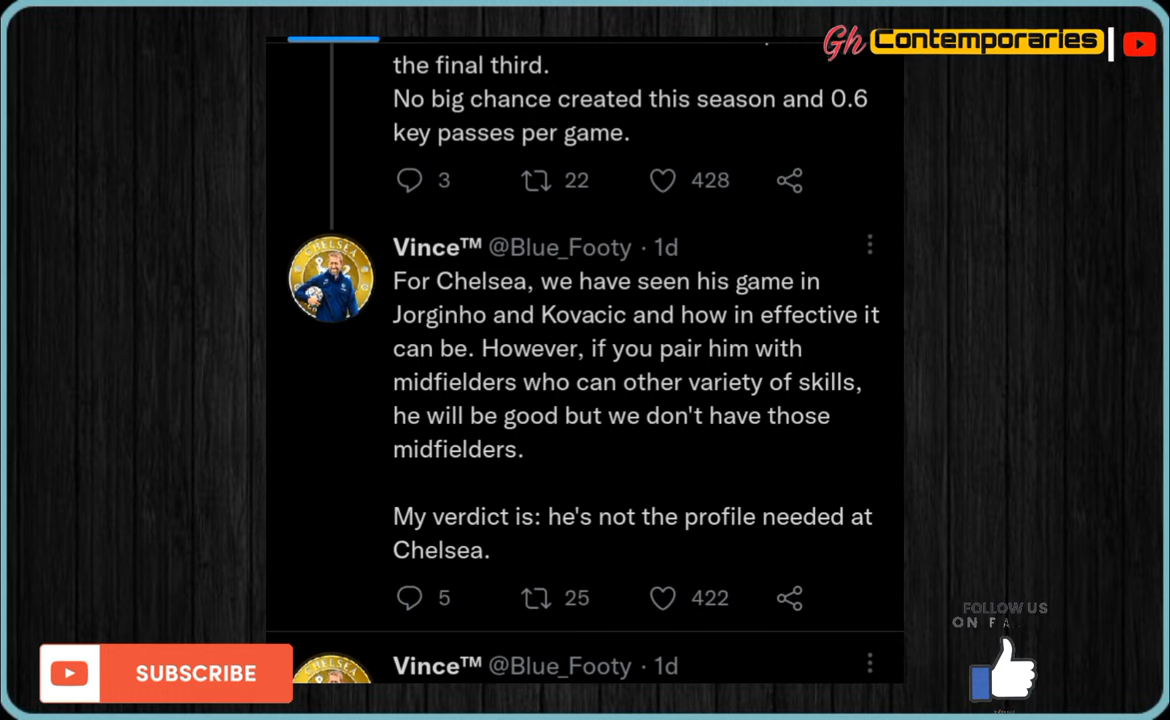 Gh Contemporaries
the final third.
No big chance created this season and 0.6
key passes per game.
3 22 428
CHELSEA
Vince™ @Blue_Footy · 1d
For Chelsea, we have seen his game in
Jorginho and Kovacic and how in effective it
can be. However, if you pair him with
midfielders who can other variety of skills,
he will be good but we don't have those
midfielders.
My verdict is: he's not the profile needed at
Chelsea.
5 25 422
FOLLOW US
ON FA
SUBSCRIBE
CHELSEA
Vince™ @Blue_Footy · 1d